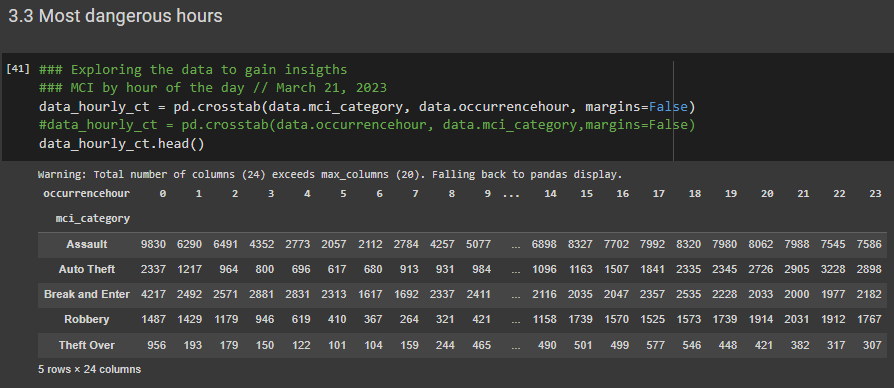 3.3 Most dangerous hours
[41] ### Exploring the data to gain insigths
### MCI by hour of the day // March 21, 2023
data_hourly_ct = pd.crosstab(data.mci_category, data.occurrencehour, margins=False)
#data_hourly_ct = pd.crosstab(data.occurrencehour, data.mci_category,margins=False)
data_hourly_ct.head()
Warning: Total number of columns (24) exceeds max_columns (20). Falling back to pandas display.
occurrencehour 0 1 2 3 4 5 6 7 8 9 ... 14 15 16 17 18 19 20 21 22 23
mci_category
Assault 9830 6290 6491 4352 2773 2057 2112 2784 4257 5077 ... 6898 8327 7702 7992 8320 7980 8062 7988 7545 7586
Auto Theft 2337 1217 964 800 696 617 680 913 931 984 ... 1096 1163 1507 1841 2335 2345 2726 2905 3228 2898
Break and Enter 4217 2492 2571 2881 2831 2313 1617 1692 2337 2411 ... 2116 2035 2047 2357 2535 2228 2033 2000 1977 2182
Robbery 1487 1429 1179 946 619 410 367 264 321 421 ... 1158 1739 1570 1525 1573 1739 1914 2031 1912 1767
Theft Over 956 193 179 150 122 101 104 159 244 465 ... 490 501 499 577 546 448 421 382 317 307
5 rows × 24 columns